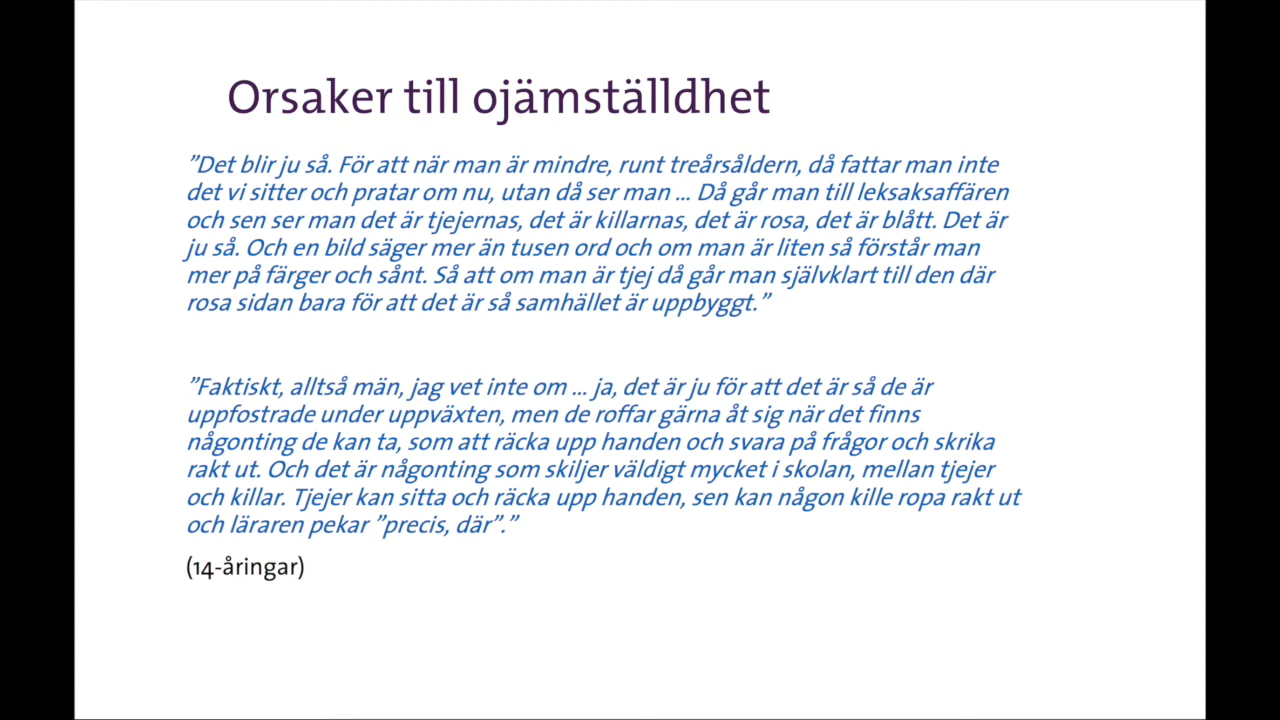 Orsaker till ojämställdhet
”Det blir ju så. För att när man är mindre, runt treårsåldern, då fattar man inte
det vi sitter och pratar om nu, utan då ser man ... Då går man till leksaksaffären
och sen ser man det är tjejernas, det är killarnas, det är rosa, det är blått. Det är
ju så. Och en bild säger mer än tusen ord och om man är liten så förstår man
mer på färger och sånt. Så att om man är tjej då går man självklart till den där
rosa sidan bara för att det är så samhället är uppbyggt.”
”Faktiskt, alltså män, jag vet inte om ... ja, det är ju för att det är så de är
uppfostrade under uppväxten, men de roffar gärna åt sig när det finns
någonting de kan ta, som att räcka upp handen och svara på frågor och skrika
rakt ut. Och det är någonting som skiljer väldigt mycket i skolan, mellan tjejer
och killar. Tjejer kan sitta och räcka upp handen, sen kan någon kille ropa rakt ut
och läraren pekar ”precis, där”.”
(14-åringar)